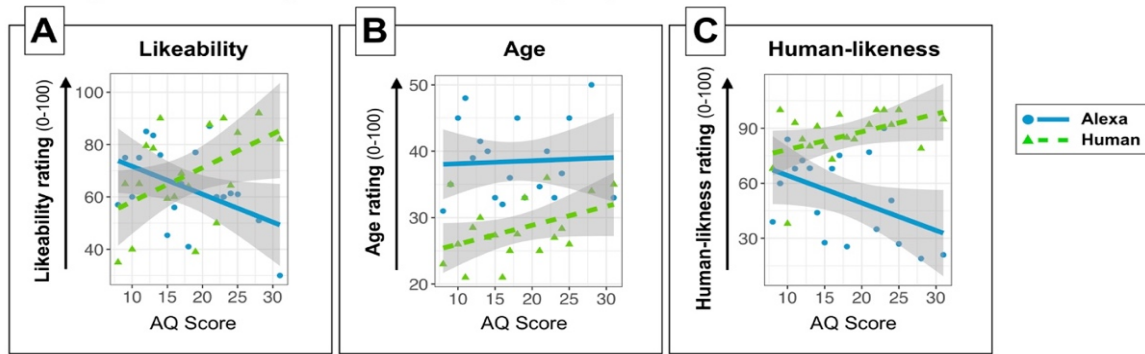 A
Likeability
Likeability rating (0-100)
100
80
60
40
10
15
20
25
30
AQ Score
B
Age
Age rating (0-100)
50
40
30
20
10
15
20
25
30
AQ Score
C
Human-likeness
Human-likness rating (0-100)
90
60
30
10
15
20
25
30
AQ Score
Alexa
Human